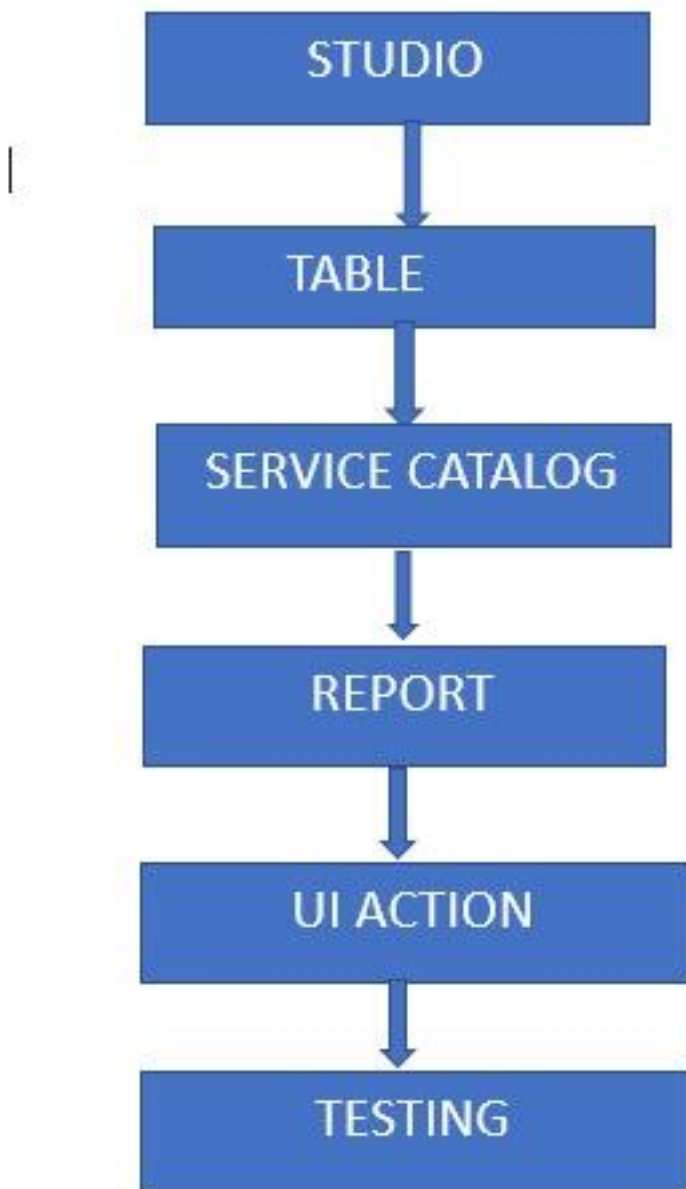 STUDIO
TABLE
SERVICE CATALOG
REPORT
UI ACTION
TESTING